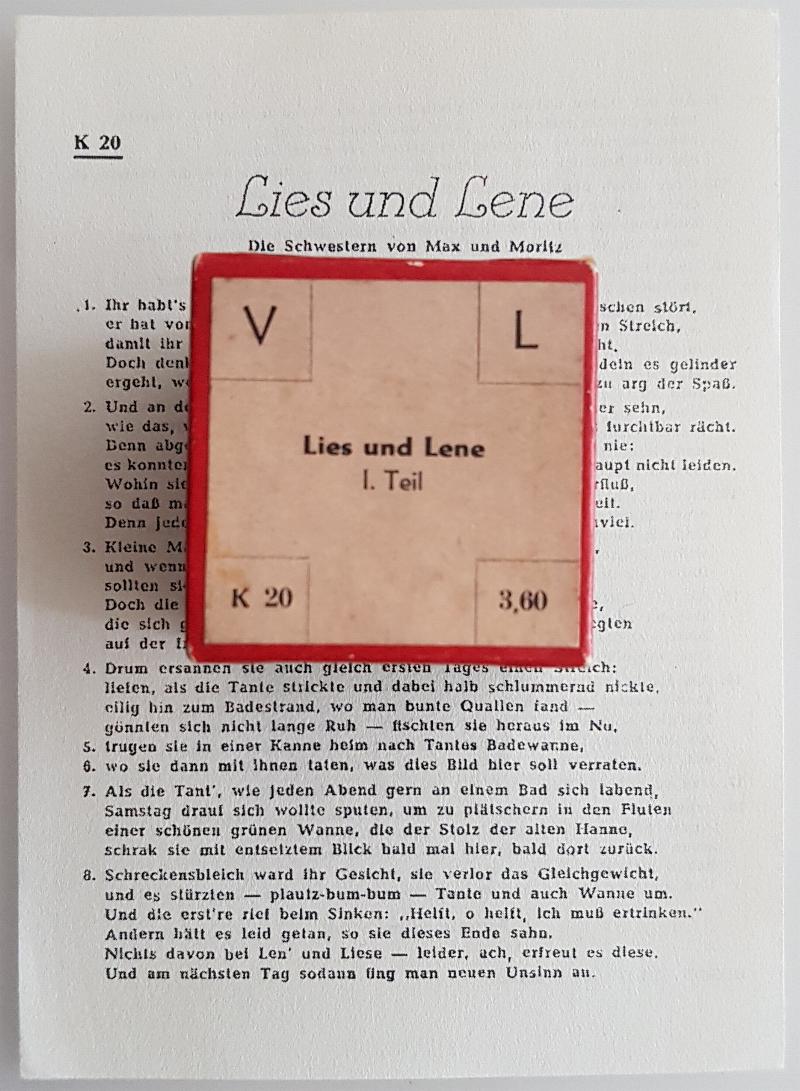 K 20
Lies und Lene
Die Schwestern von Max und Moritz
1. Ihr habt's
schen stört,
er hat vor
n Streich,
damit ihr
ht.
Doch den
deln es gelinder
ergeht, w
zu arg der Spaß.
2. Und an d
er sehn,
wie das,
furchtbar rächt.
Denn abg
nie:
es konnte
aupt nicht leiden.
Wohin sie
rfluß,
so daß m
eit.
Denn jed
viel.
3. Kleine M
und wenn
sollten si
Doch die
die sich g
egten
auf der I
V
L
Lies und Lene
I. Teil
K 20
3,60
4. Drum ersannen sie auch gleich ersten Tages einen Streich:
liefen, als die Tante strickte und dabei halb schlummernd nickte,
eilig hin zum Badestrand, wo man bunte Quallen fand —
gönnten sich nicht lange Ruh — fischten sie heraus im Nu,
5. trugen sie in einer Kanne heim nach Tantes Badewanne,
6. wo sie dann mit ihnen taten, was dies Bild hier soll verraten.
7. Als die Tant', wie jeden Abend gern an einem Bad sich labend,
Samstag drauf sich wollte sputen, um zu plätschern in den Fluten
einer schönen grünen Wanne, die der Stolz der alten Hanne,
schrak sie mit entsetztem Blick bald mal hier, bald dort zurück.
8. Schreckensbleich ward ihr Gesicht, sie verlor das Gleichgewicht,
und es stürzten — plautz-bum-bum — Tante und auch Wanne um.
Und die erst're rief beim Sinken: „Helft, o helft, ich muß ertrinken."
Andern hätt es leid getan, so sie dieses Ende sahn.
Nichts davon bei Len' und Liese — leider, ach, erfreut es diese.
Und am nächsten Tag sodann fing man neuen Unsinn an.